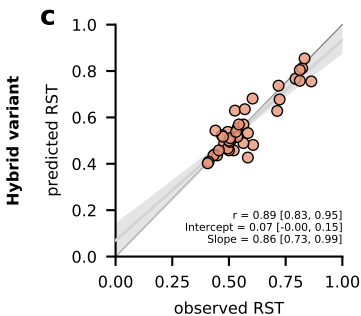 c
Hybrid variant
predicted RST
1.0
0.8
0.6
0.4
0.2
0.0
r = 0.89 [0.83, 0.95]
Intercept = 0.07 [-0.00, 0.15]
Slope = 0.86 [0.73, 0.99]
0.00 0.25 0.50 0.75 1.00
observed RST